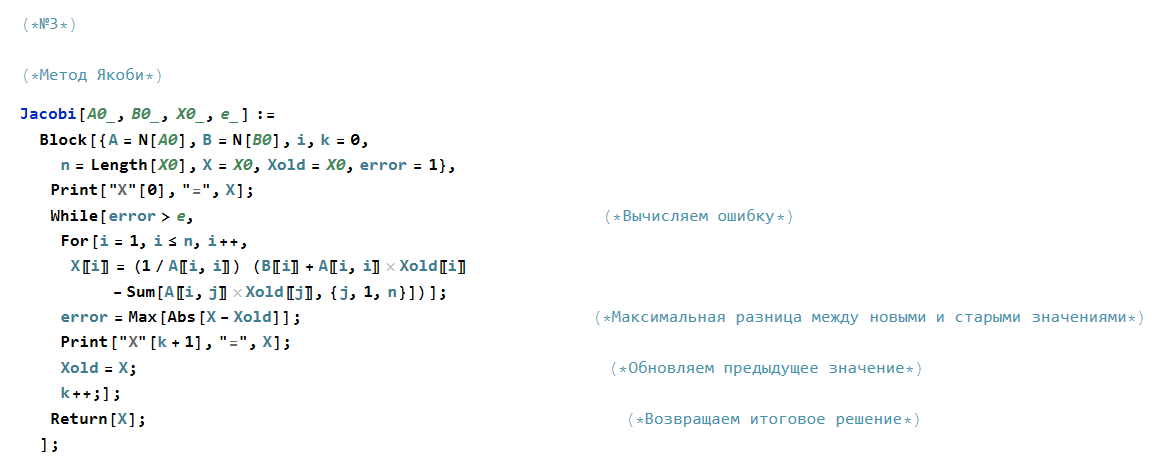 (*№3*)
(*Метод Якоби*)
Jacobi[A0_, B0_, X0_, e_] :=
Block[{A = N[A0], B = N[B0], i, k = 0,
n = Length[X0], X = X0, Xold = X0, error = 1},
Print["X"[0], "=", X];
While[error > e, (*Вычисляем ошибку*)
For[i = 1, i ≤ n, i++,
X⟦i⟧ = (1 / A⟦i, i⟧) (B⟦i⟧ + A⟦i, i⟧ × Xold⟦i⟧
- Sum[A⟦i, j⟧ × Xold⟦j⟧, {j, 1, n}])];
error = Max[Abs[X - Xold]]; (*Максимальная разница между новыми и старыми значениями*)
Print["X"[k + 1], "=", X];
Xold = X; (*Обновляем предыдущее значение*)
k++;];
Return[X]; (*Возвращаем итоговое решение*)
];